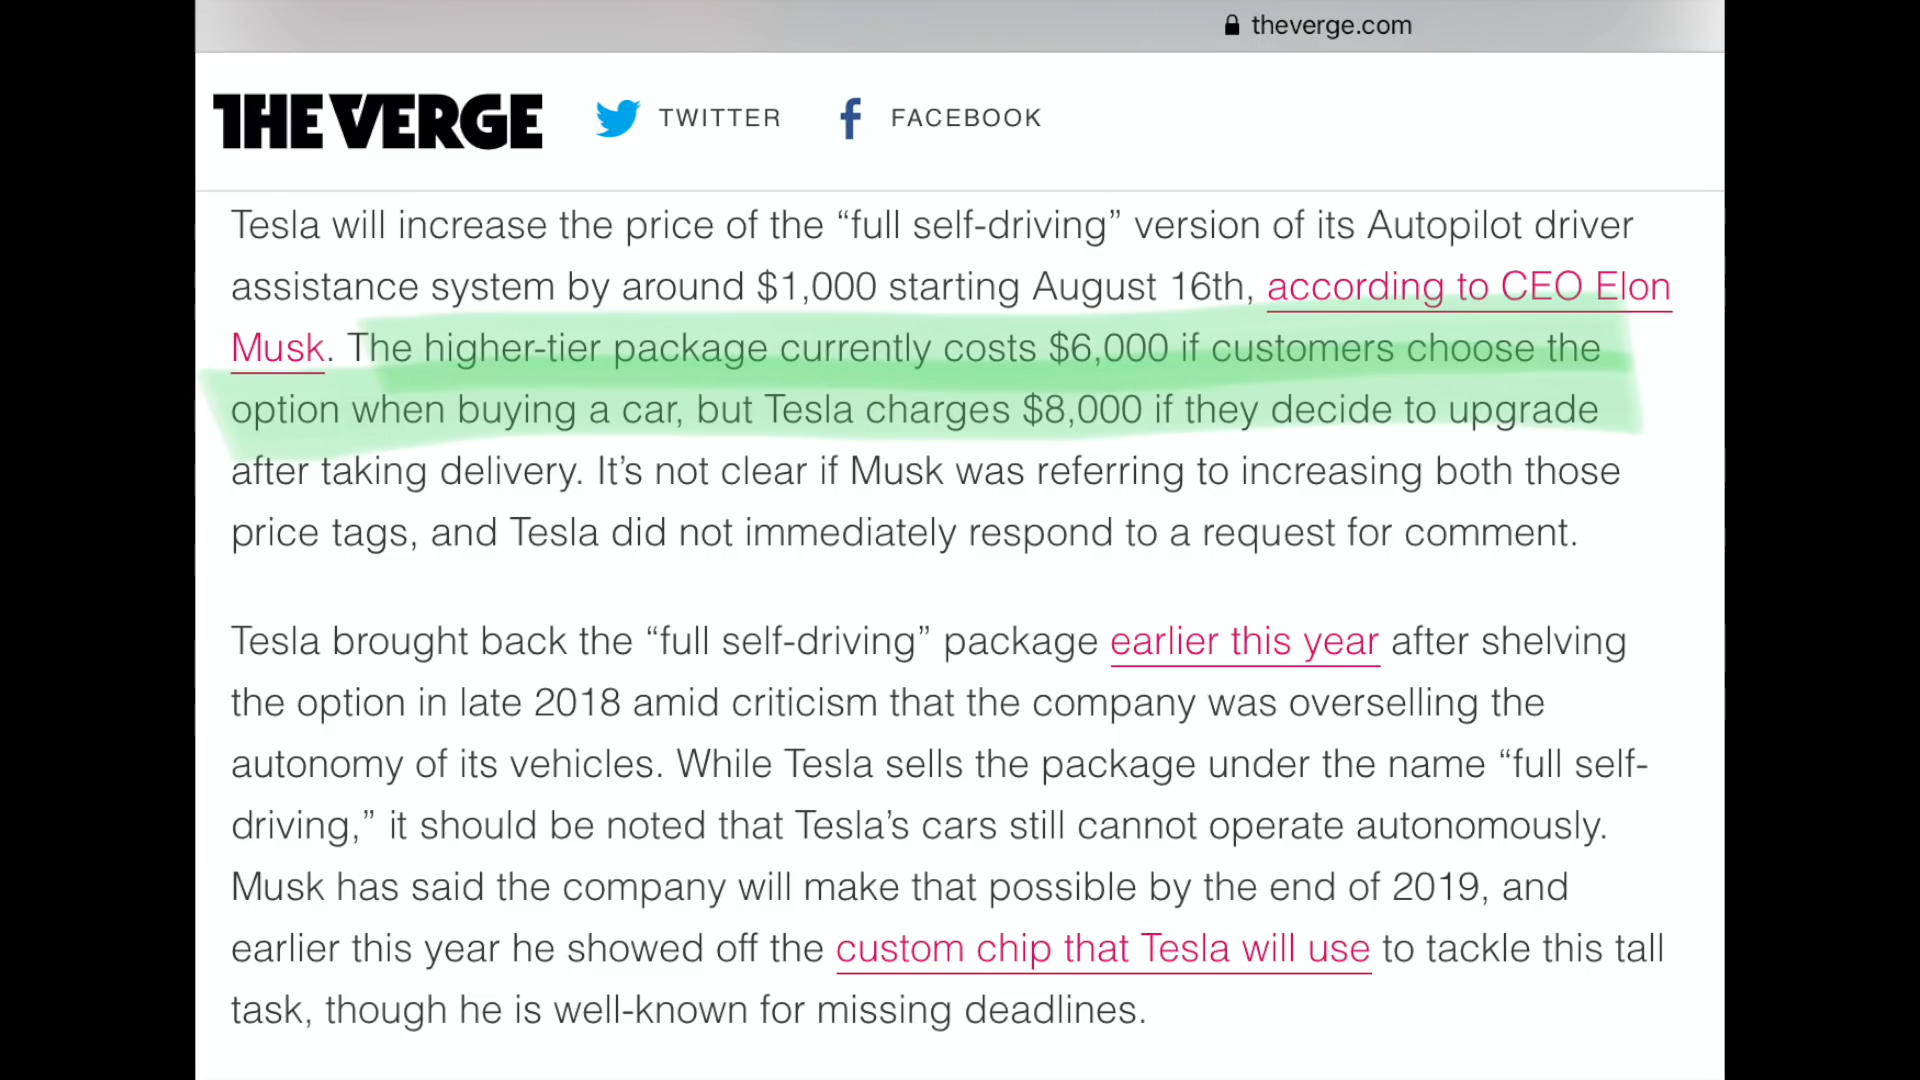 theverge.com
THE VERGE TWITTER FACEBOOK
Tesla will increase the price of the “full self-driving” version of its Autopilot driver
assistance system by around $1,000 starting August 16th, according to CEO Elon
Musk. The higher-tier package currently costs $6,000 if customers choose the
option when buying a car, but Tesla charges $8,000 if they decide to upgrade
after taking delivery. It’s not clear if Musk was referring to increasing both those
price tags, and Tesla did not immediately respond to a request for comment.
Tesla brought back the “full self-driving” package earlier this year after shelving
the option in late 2018 amid criticism that the company was overselling the
autonomy of its vehicles. While Tesla sells the package under the name “full self-
driving,” it should be noted that Tesla’s cars still cannot operate autonomously.
Musk has said the company will make that possible by the end of 2019, and
earlier this year he showed off the custom chip that Tesla will use to tackle this tall
task, though he is well-known for missing deadlines.